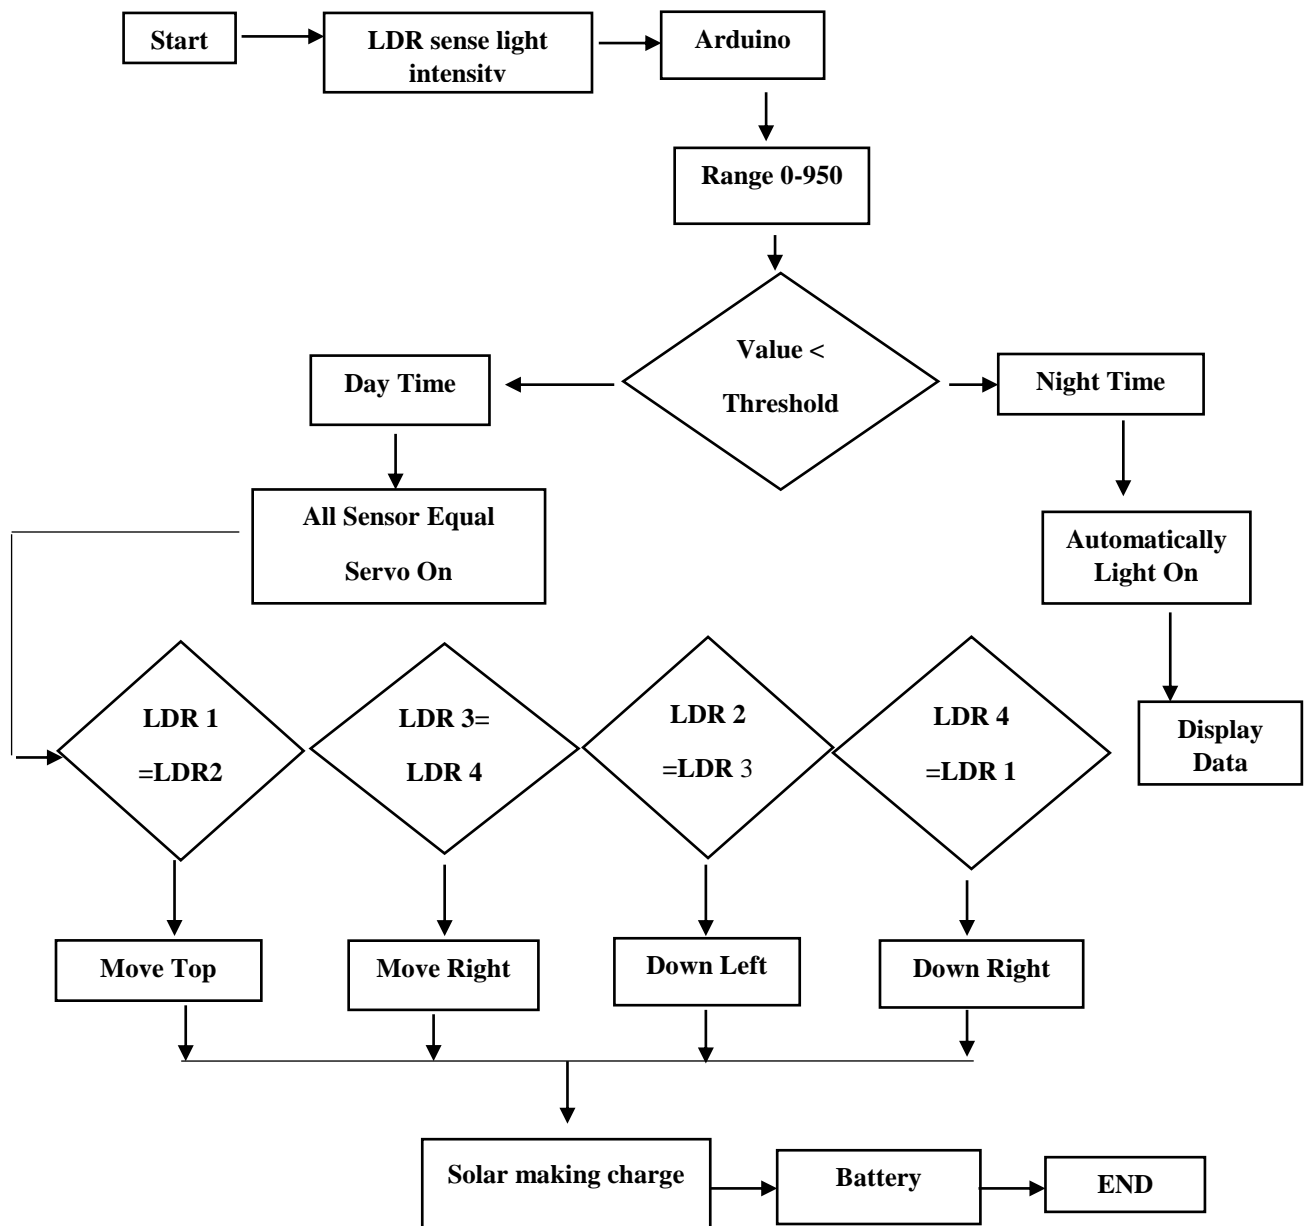 Start
LDR sense light
intensity
Arduino
Range 0-950
Value <
Threshold
Day Time
Night Time
All Sensor Equal
Servo On
Automatically
Light On
LDR 1
=LDR2
LDR 3=
LDR 4
LDR 2
=LDR 3
LDR 4
=LDR 1
Display
Data
Move Top
Move Right
Down Left
Down Right
Solar making charge
Battery
END